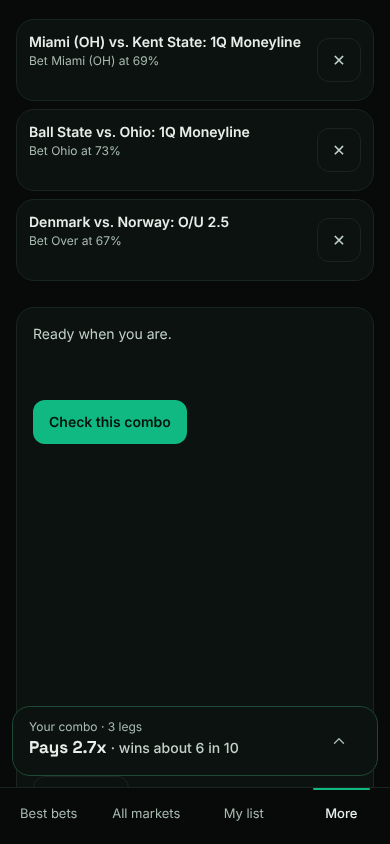 Miami (OH) vs. Kent State: 1Q Moneyline
Bet Miami (OH) at 69%
Ball State vs. Ohio: 1Q Moneyline
Bet Ohio at 73%
Denmark vs. Norway: O/U 2.5
Bet Over at 67%
Ready when you are.
Check this combo
Your combo · 3 legs
Pays 2.7x · wins about 6 in 10
Best bets All markets My list More